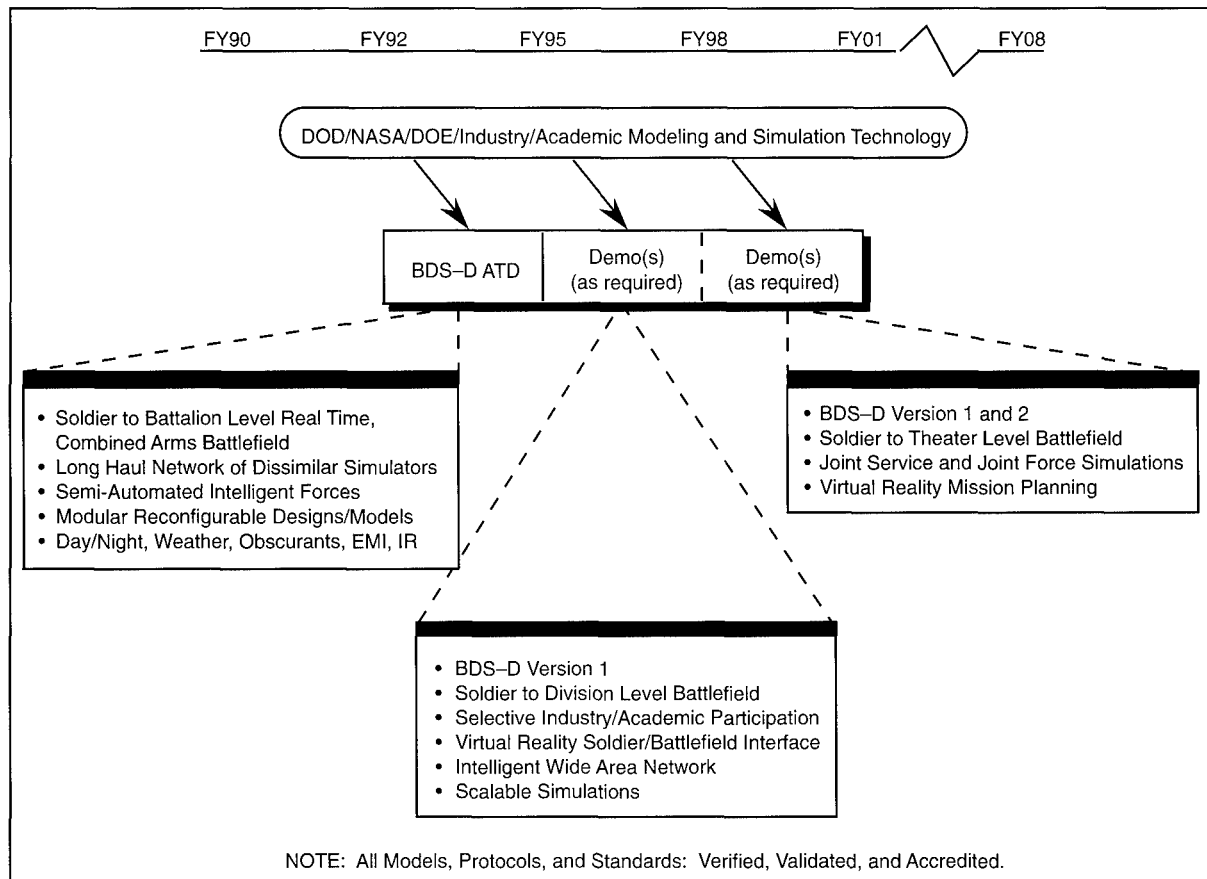 FY90 FY92 FY95 FY98 FY01 FY08
DOD/NASA/DOE/Industry/Academic Modeling and Simulation Technology
BDS–D ATD
Demo(s)
(as required)
Demo(s)
(as required)
• Soldier to Battalion Level Real Time,
Combined Arms Battlefield
• Long Haul Network of Dissimilar Simulators
• Semi-Automated Intelligent Forces
• Modular Reconfigurable Designs/Models
• Day/Night, Weather, Obscurants, EMI, IR
• BDS–D Version 1 and 2
• Soldier to Theater Level Battlefield
• Joint Service and Joint Force Simulations
• Virtual Reality Mission Planning
• BDS–D Version 1
• Soldier to Division Level Battlefield
• Selective Industry/Academic Participation
• Virtual Reality Soldier/Battlefield Interface
• Intelligent Wide Area Network
• Scalable Simulations
NOTE: All Models, Protocols, and Standards: Verified, Validated, and Accredited.